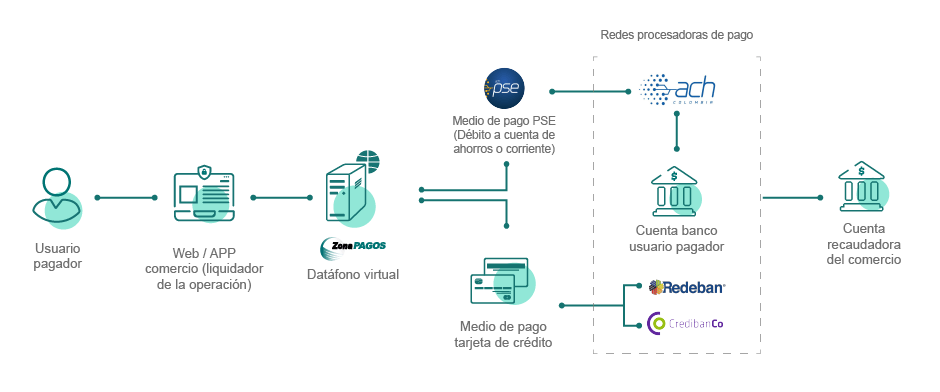 Redes procesadoras de pago
pse
ach
COLOMBIA
Medio de pago PSE
(Débito a cuenta de
ahorros o corriente)
$
$
Usuario
pagador
Web / APP
comercio (liquidador
de la operación)
ZonaPAGOS
Datáfono virtual
Cuenta banco
usuario pagador
Cuenta
recaudadora
del comercio
Redeban
CredibanCo
Medio de pago
tarjeta de crédito